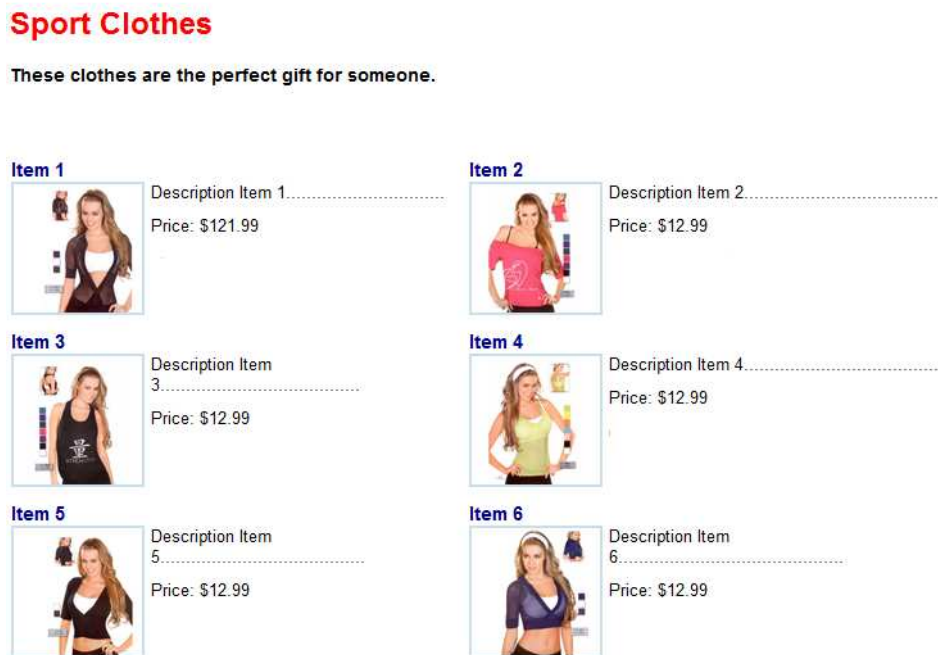 Sport Clothes
These clothes are the perfect gift for someone.
Item 1
Description Item 1............................
Price: $121.99
Item 2
Description Item 2..................................
Price: $12.99
Item 3
Description Item
3...................................
Price: $12.99
Item 4
Description Item 4..................................
Price: $12.99
Item 5
Description Item
5....................................
Price: $12.99
Item 6
Description Item
6........................................
Price: $12.99